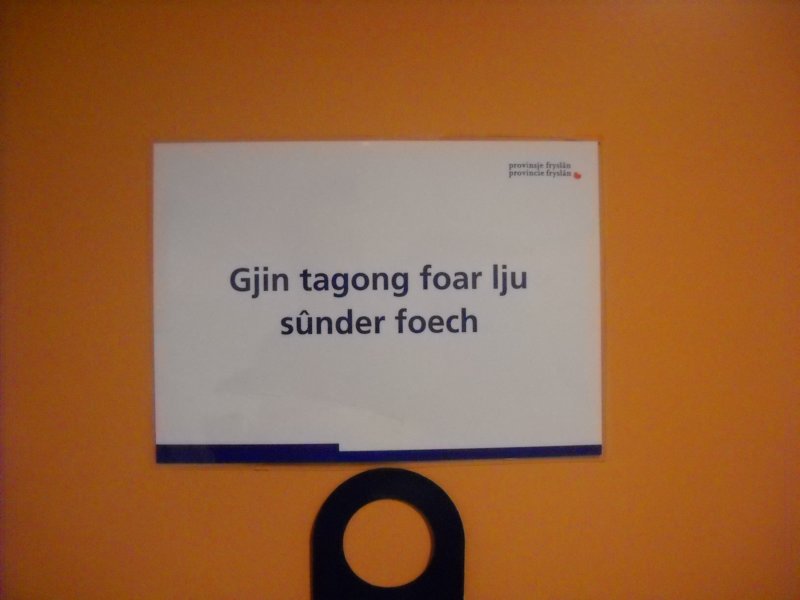 provinsje fryslân
provincie fryslân
Gjin tagong foar lju
sûnder foech